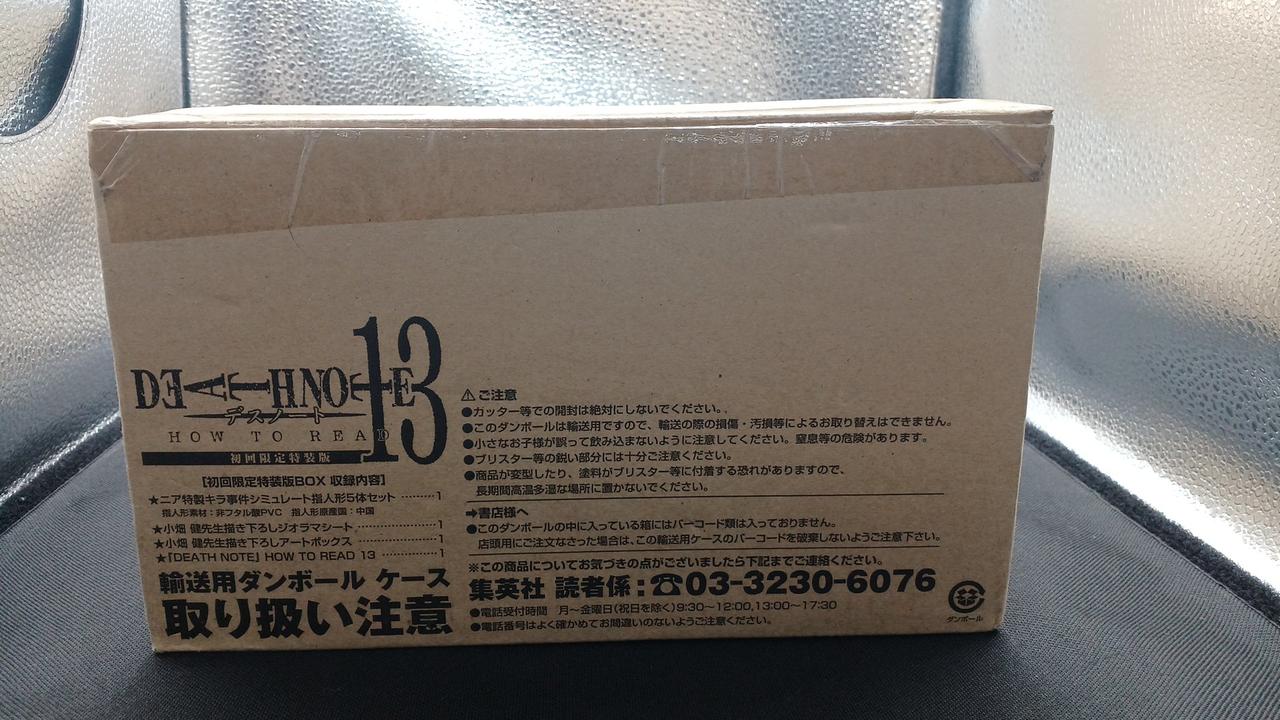 DEATH NOTE 13
デスノート
HOW TO READ
初回限定特装版
【初回限定特装版BOX 収録内容】
★ニア特製キラ事件シミュレート指人形5体セット ………1
指人形素材:非フタル酸PVC 指人形原産国:中国
★小畑 健先生描き下ろしジオラマシート………………1
★小畑 健先生描き下ろしアートボックス………………1
★「DEATH NOTE」HOW TO READ 13 ……………1
輸送用ダンボール ケース
取り扱い注意
⚠ご注意
●カッター等での開封は絶対にしないでください。
●このダンボールは輸送用ですので、輸送の際の損傷・汚損等によるお取り替えはできません。
●小さなお子様が誤って飲み込まないように注意してください。窒息等の危険があります。
●ブリスター等の鋭い部分には十分ご注意ください。
●商品が変型したり、塗料がブリスター等に付着する恐れがありますので、
長期間高温多湿な場所に置かないでください。
➡書店様へ
●このダンボールの中に入っている箱にはバーコード類は入っておりません。
店頭用にご注文なさった場合は、この輸送用ケースのバーコードを破棄しないようご注意下さい。
※この商品についてお気づきの点がございましたら下記までご連絡ください。
集英社 読者係:☎03-3230-6076
●電話受付時間 月〜金曜日(祝日を除く)9:30〜12:00,13:00〜17:30
●電話番号はよく確かめてお間違いのないようご注意ください。
ダンボール